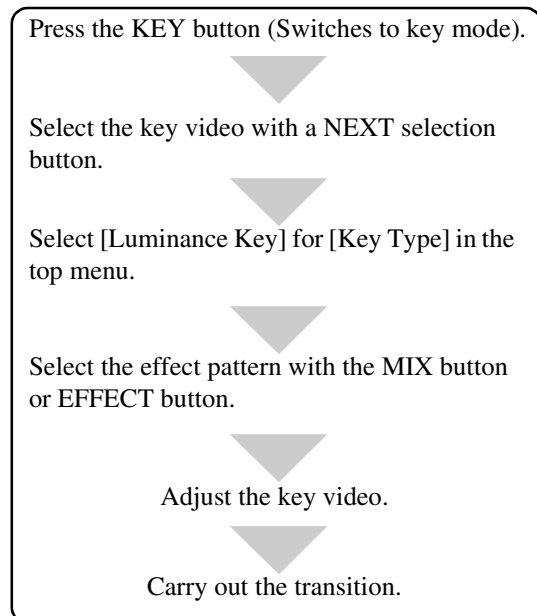 Press the KEY button (Switches to key mode).
Select the key video with a NEXT selection
button.
Select [Luminance Key] for [Key Type] in the
top menu.
Select the effect pattern with the MIX button
or EFFECT button.
Adjust the key video.
Carry out the transition.